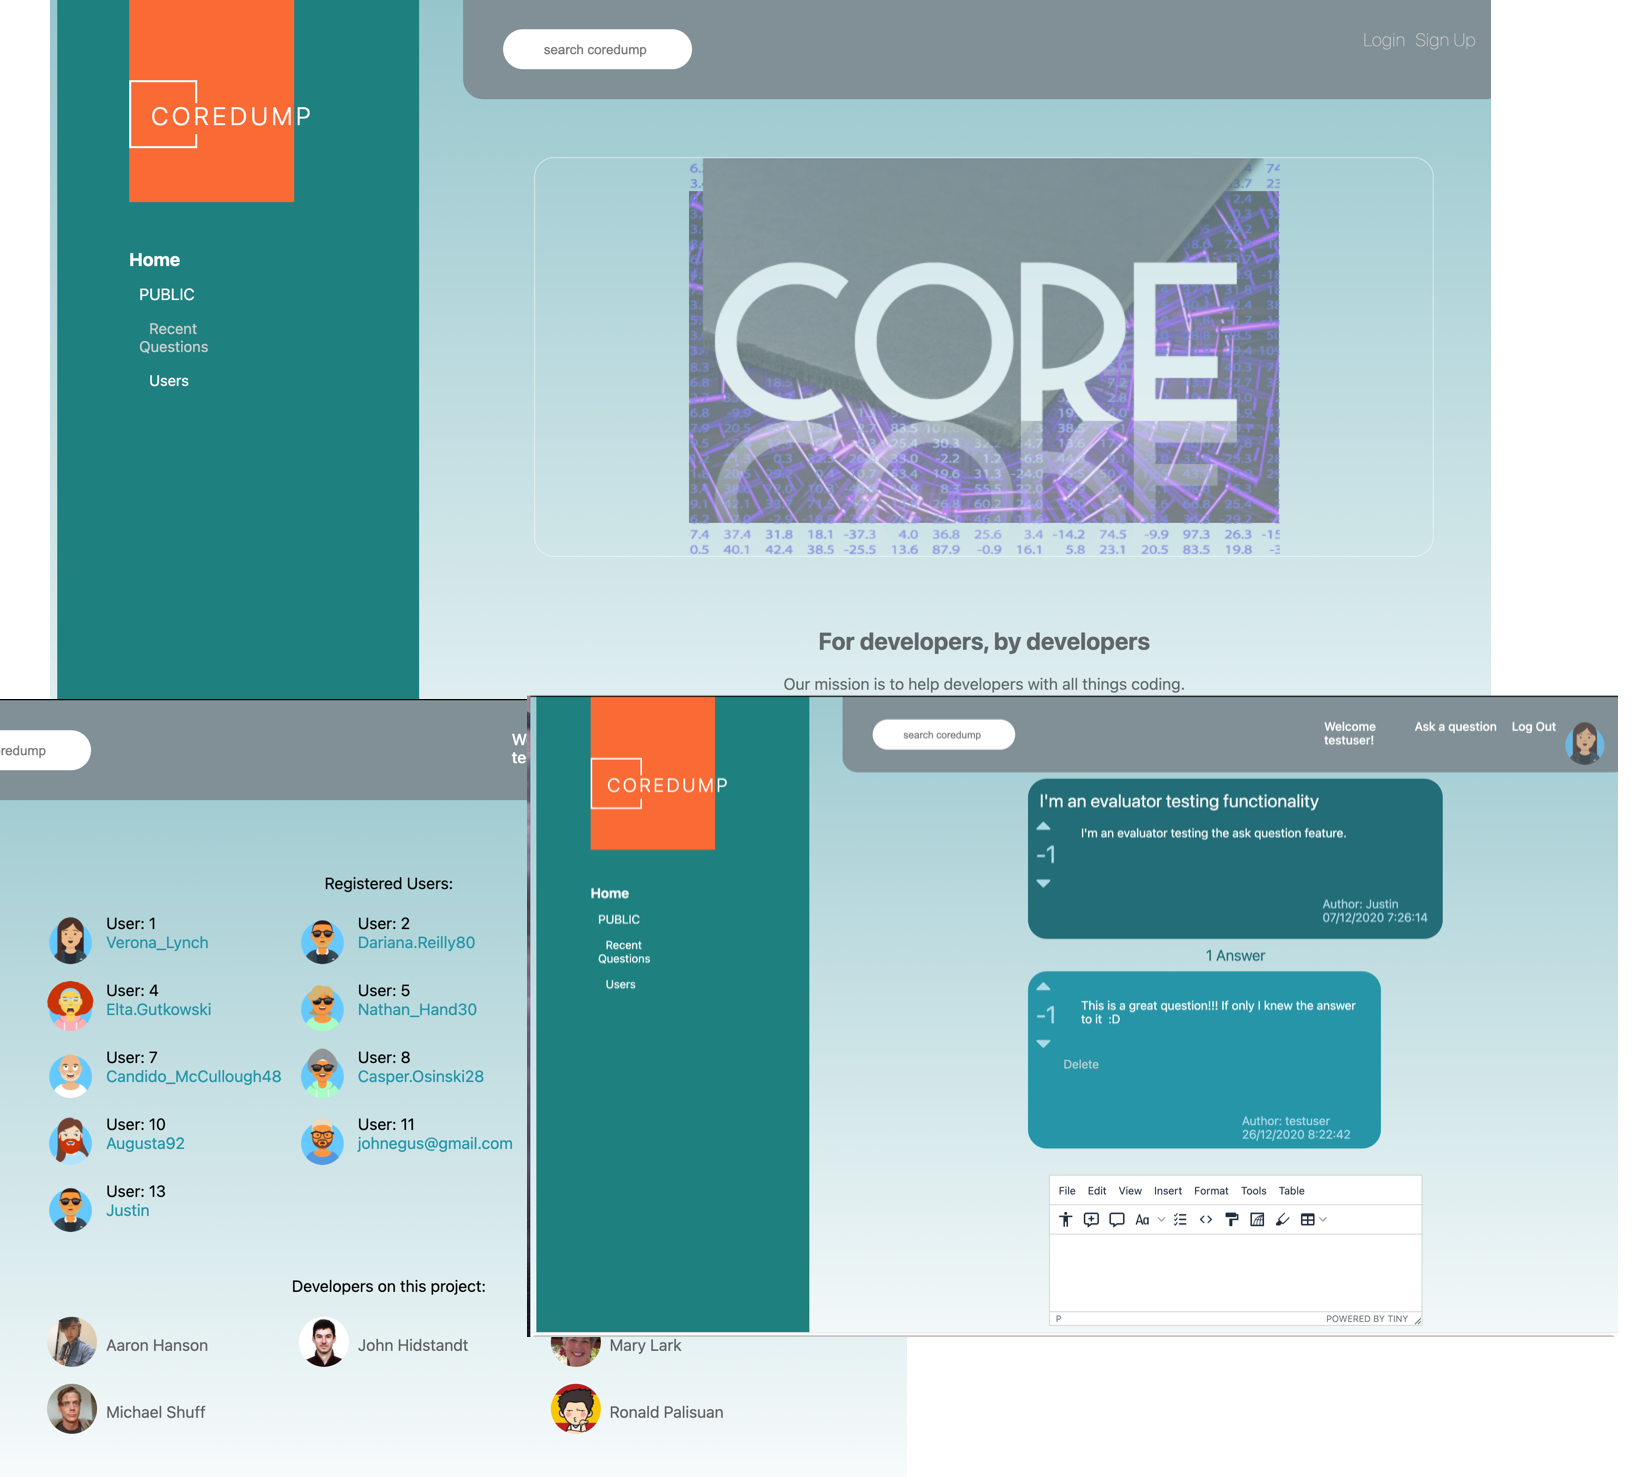 search coredump
Login Sign Up
COREDUMP
Home
PUBLIC
Recent
Questions
Users
CORE
7.4 37.4 31.8 18.1 -37.3 4.0 36.8 25.6 3.4 -14.2 74.5 -9.9 97.3 26.3
0.5 40.1 42.4 38.5 -25.5 13.6 87.9 -0.9 16.1 5.8 23.1 20.5 83.5 19.8
For developers, by developers
Our mission is to help developers with all things coding.
redump
Registered Users:
User: 1
Verona_Lynch
User: 2
Dariana.Reilly80
User: 4
Elta.Gutkowski
User: 5
Nathan_Hand30
User: 7
Candido_McCullough48
User: 8
Casper.Osinski28
User: 10
Augusta92
User: 11
johnegus@gmail.com
User: 13
Justin
Developers on this project:
Aaron Hanson
John Hidstandt
Mary Lark
Michael Shuff
Ronald Palisuan
COREDUMP
Home
PUBLIC
Recent
Questions
Users
search coredump
Welcome
testuser!
Ask a question
Log Out
I'm an evaluator testing functionality
I'm an evaluator testing the ask question feature.
-1
Author: Justin
07/12/2020 7:26:14
1 Answer
This is a great question!!! If only I knew the answer
to it :D
-1
Delete
Author: testuser
26/12/2020 8:22:42
File Edit View Insert Format Tools Table
Aa
P
POWERED BY TINY